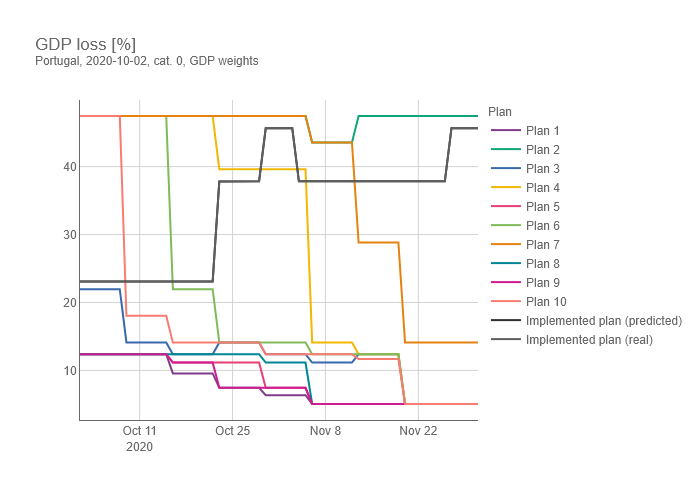 GDP loss [%]
Portugal, 2020-10-02, cat. 0, GDP weights
Plan
Plan 1
Plan 2
Plan 3
Plan 4
Plan 5
Plan 6
Plan 7
Plan 8
Plan 9
Plan 10
Implemented plan (predicted)
Implemented plan (real)
40
30
20
10
Oct 11
2020
Oct 25
Nov 8
Nov 22